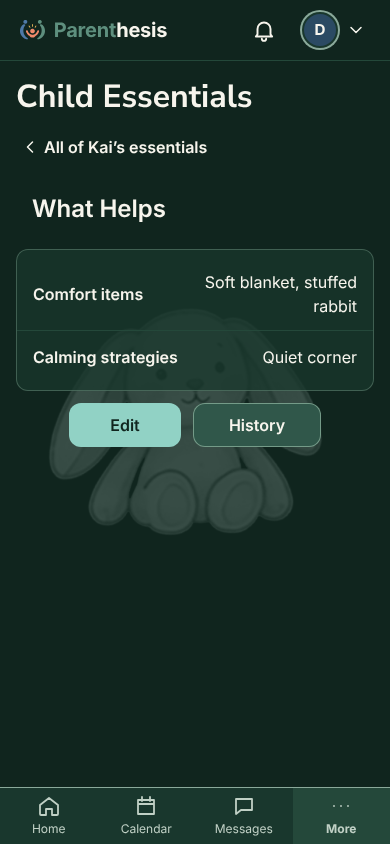 Parenthesis
D
Child Essentials
All of Kai’s essentials
What Helps
Comfort items
Soft blanket, stuffed
rabbit
Calming strategies
Quiet corner
Edit
History
Home
Calendar
Messages
More